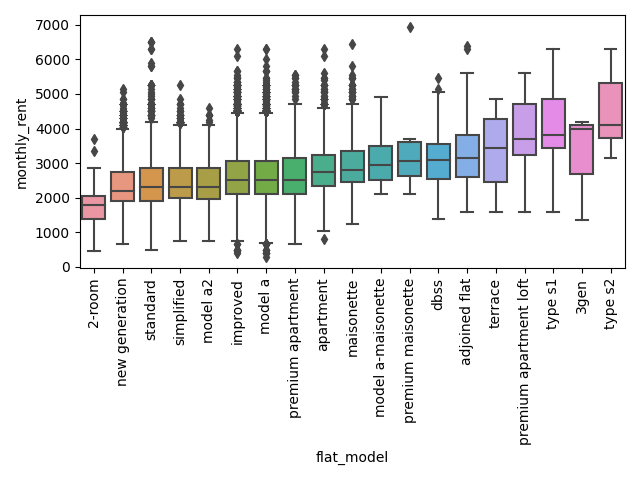 monthly_rent
7000
6000
5000
4000
3000
2000
1000
0
2-room
new generation
standard
simplified
model a2
improved
model a
premium apartment
apartment
maisonette
model a-maisonette
premium maisonette
dbss
adjoined flat
terrace
premium apartment loft
type s1
3gen
type s2
flat_model